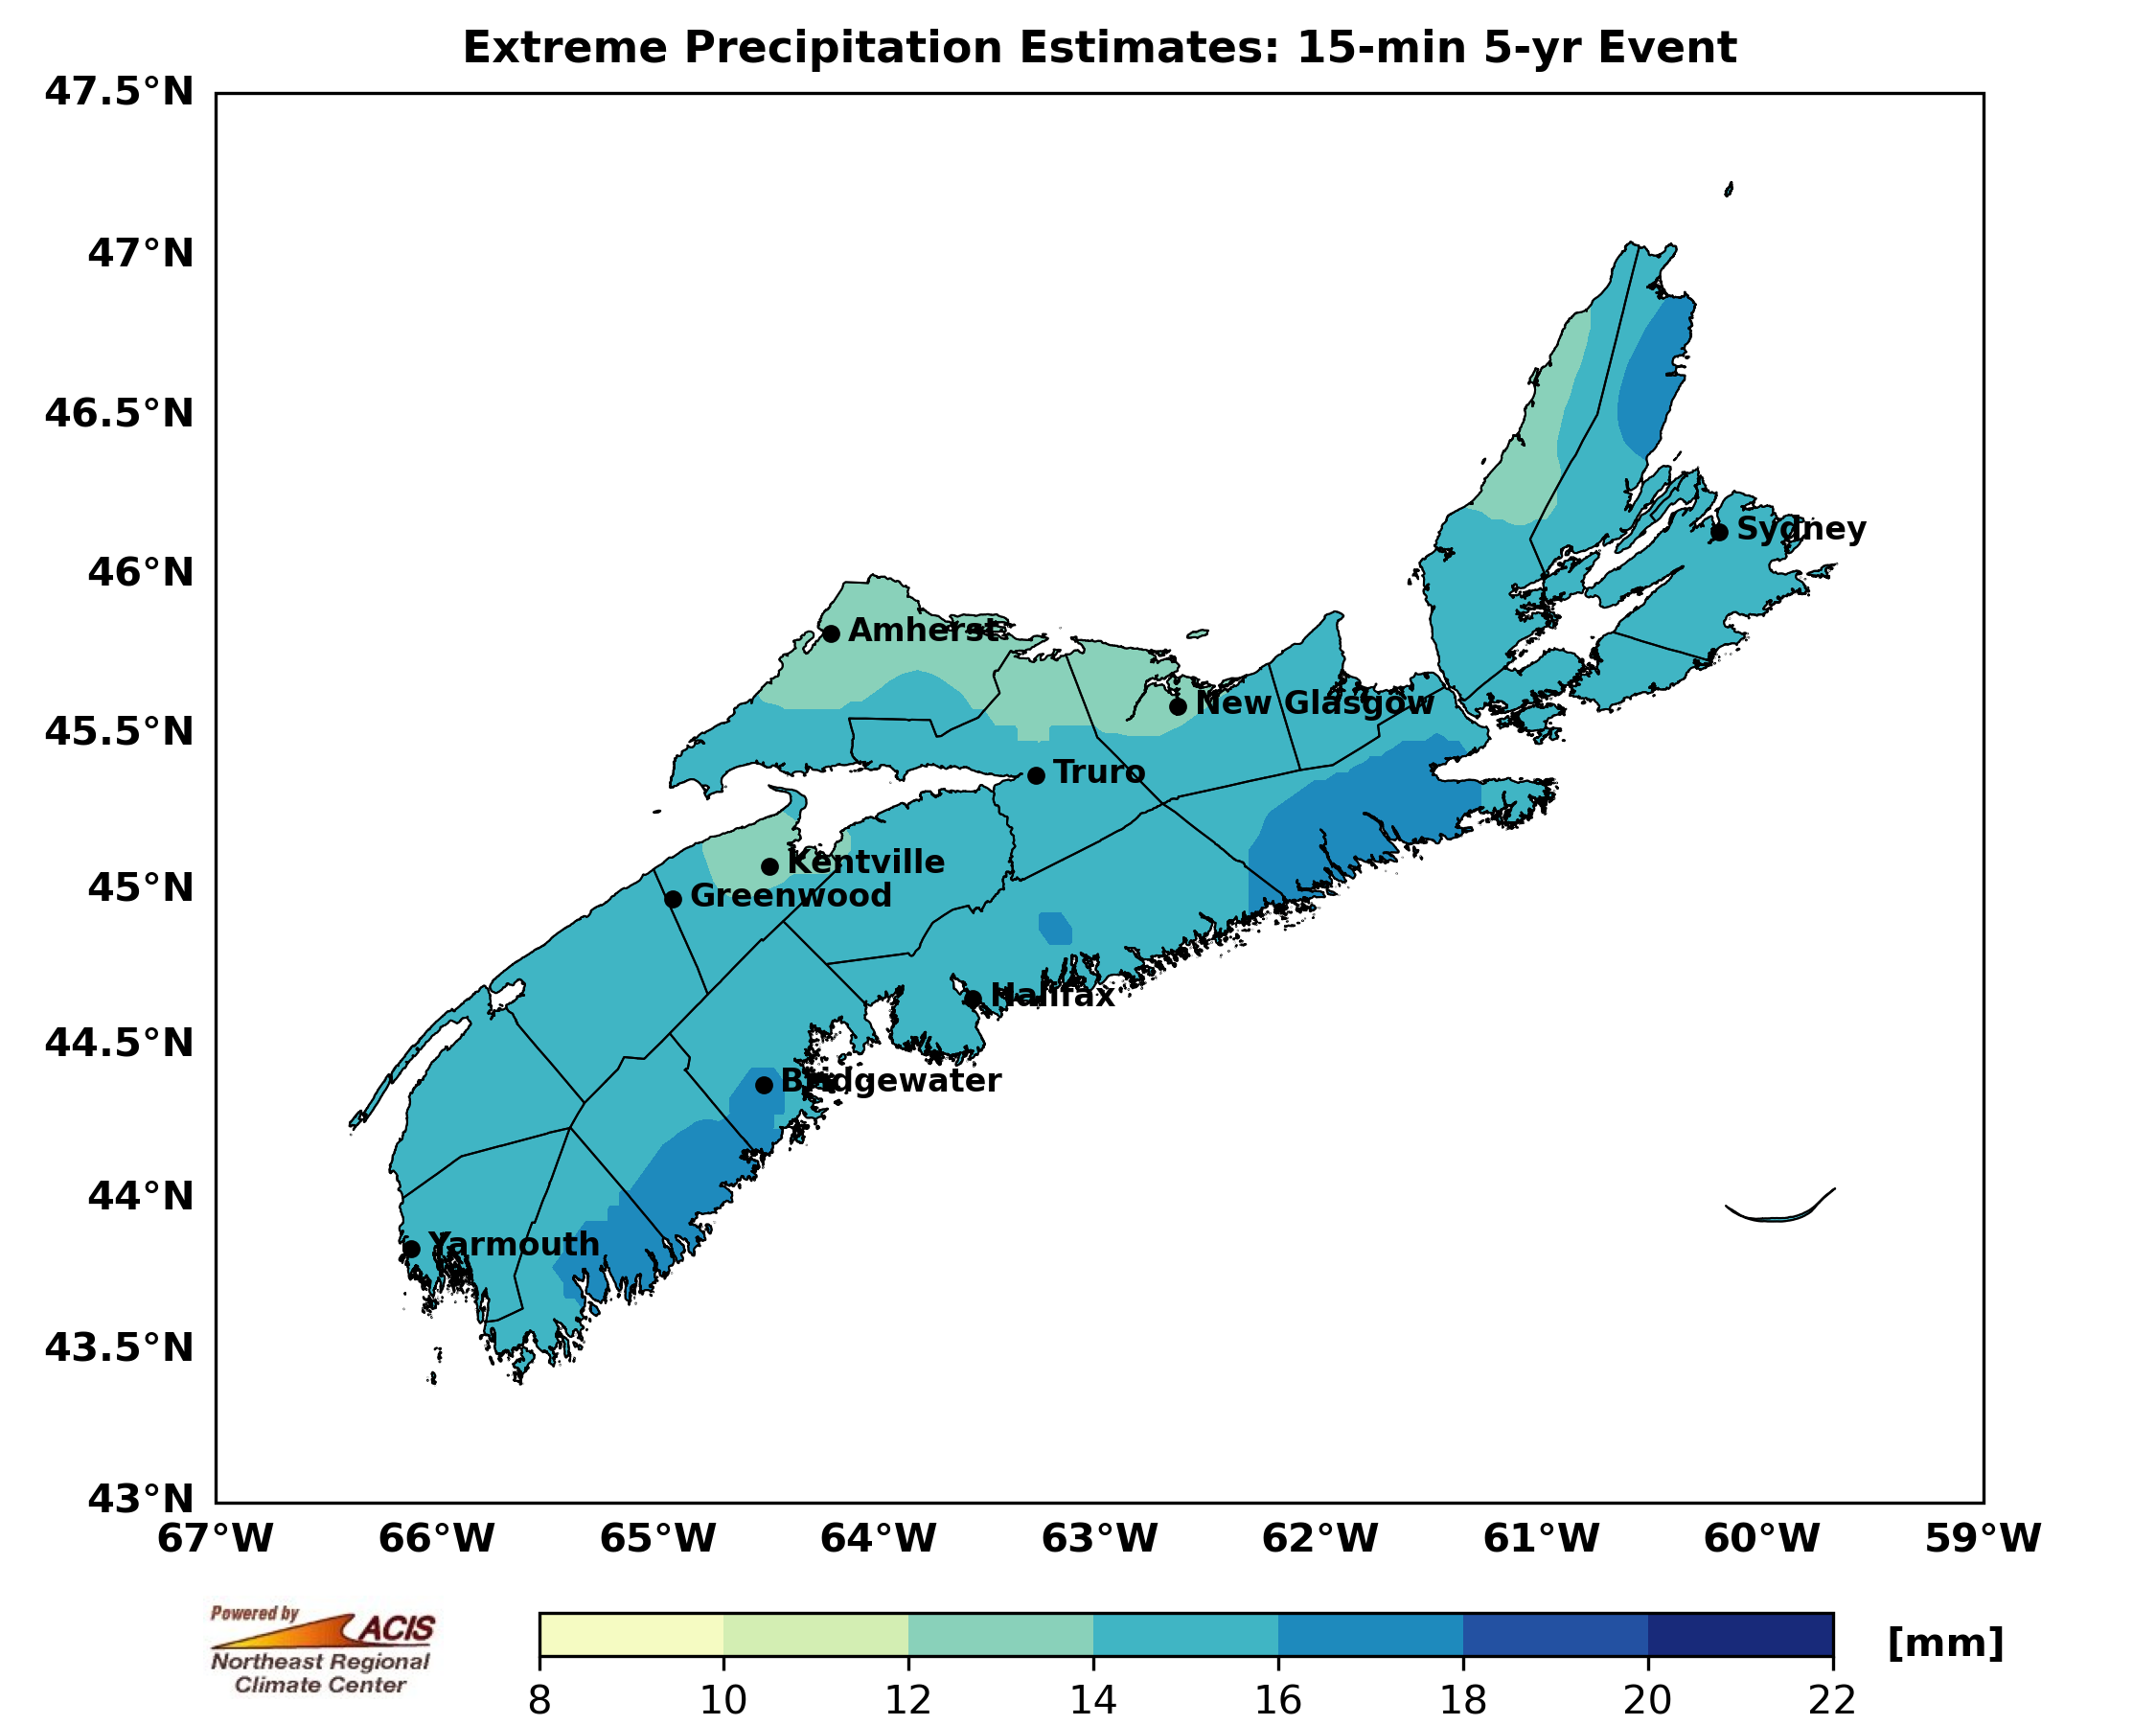 Extreme Precipitation Estimates: 15-min 5-yr Event
47.5°N
47°N
46.5°N
46°N
45.5°N
45°N
44.5°N
44°N
43.5°N
43°N
Sydney
Amherst
New Glasgow
Truro
Kentville
Greenwood
Halifax
Bridgewater
Yarmouth
67°W 66°W 65°W 64°W 63°W 62°W 61°W 60°W 59°W
Powered by
ACIS
Northeast Regional
Climate Center
[mm]
8 10 12 14 16 18 20 22